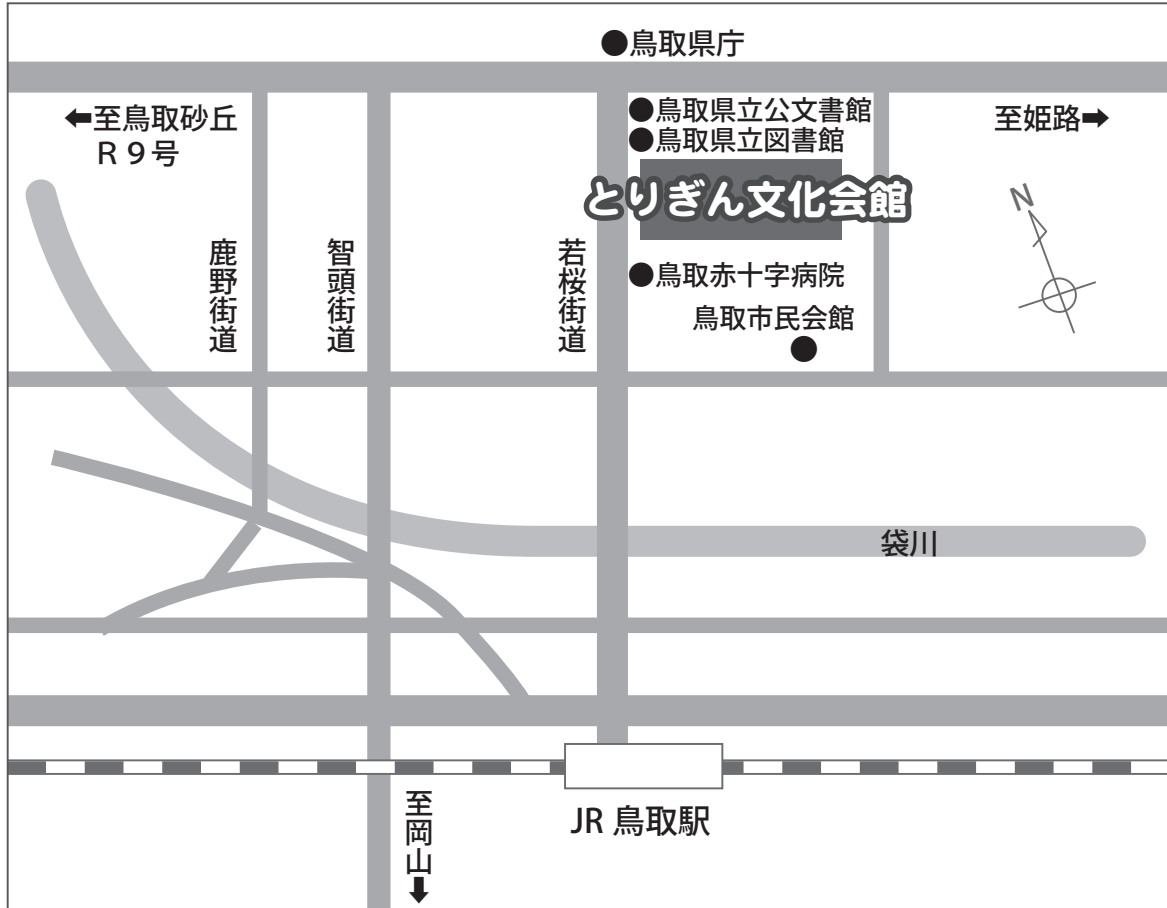 ●鳥取県庁
←至鳥取砂丘
R9号
●鳥取県立公文書館
●鳥取県立図書館
至姫路→
とりぎん文化会館
N
鹿野街道
智頭街道
若桜街道
●鳥取赤十字病院
鳥取市民会館
袋川
JR 鳥取駅
至岡山